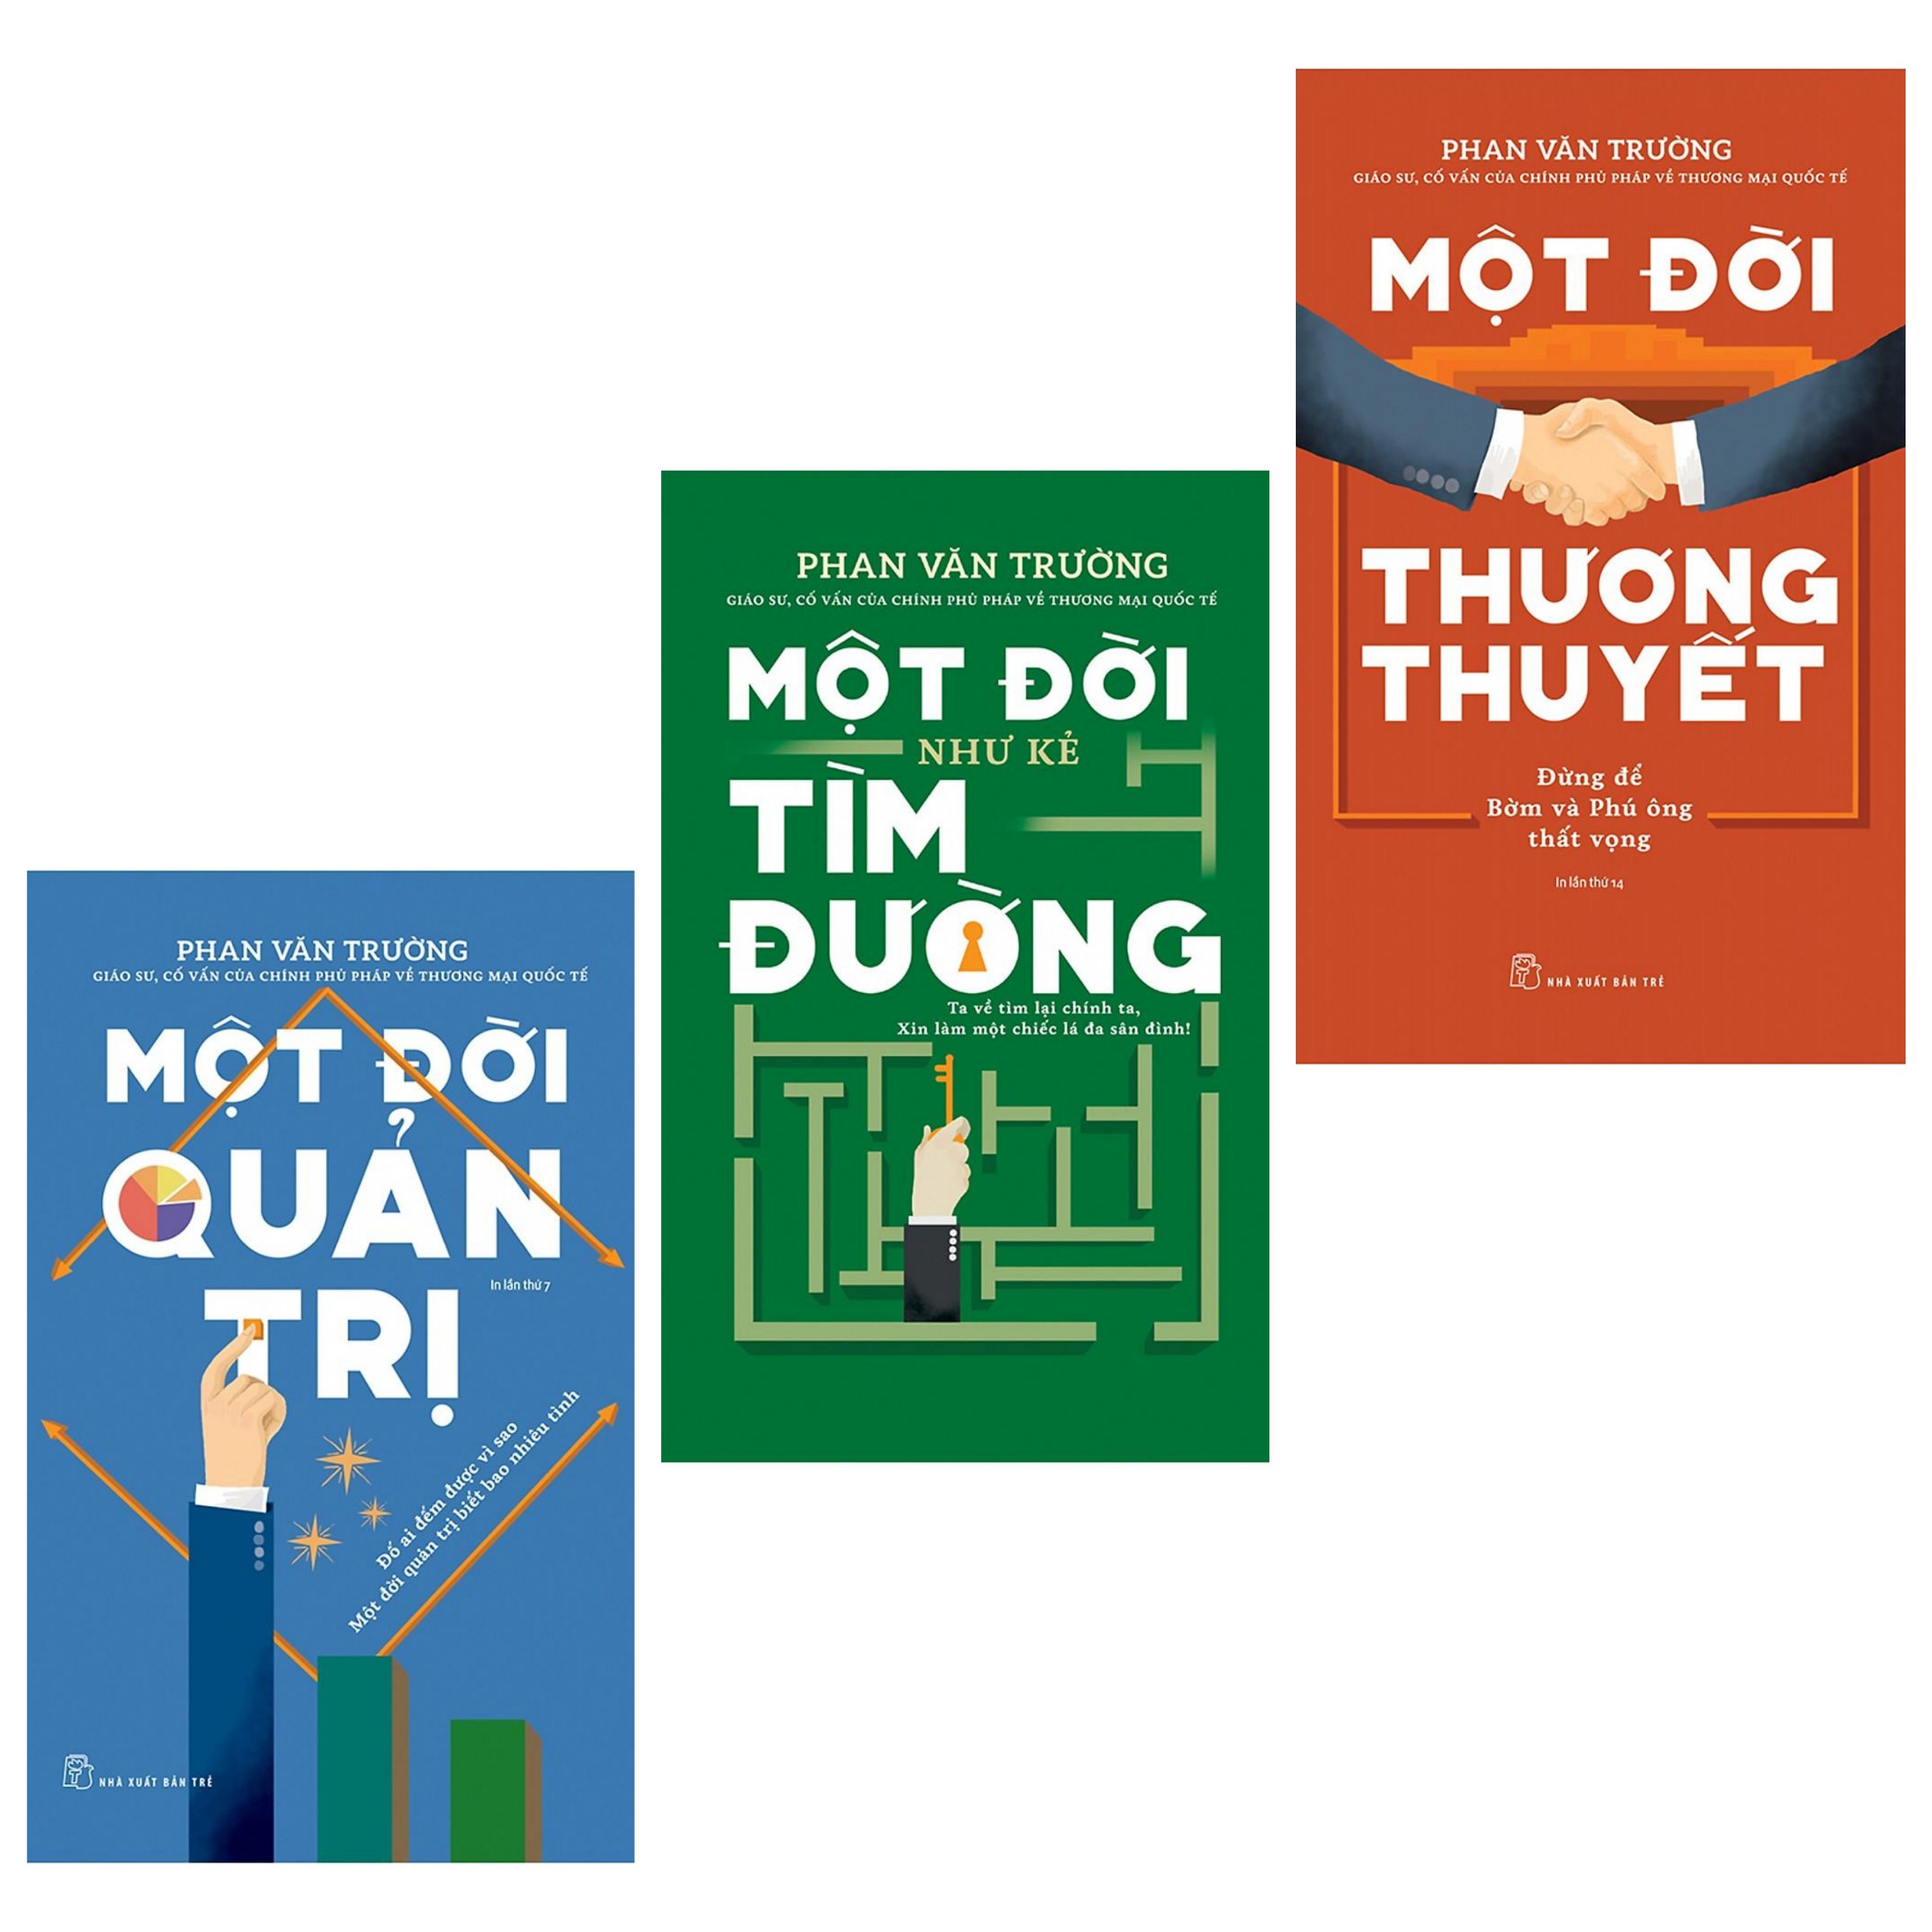 PHAN VĂN TRƯỜNG
GIÁO SƯ, CỐ VẤN CỦA CHÍNH PHỦ PHÁP VỀ THƯƠNG MẠI QUỐC TẾ
MỘT ĐỜI
QUẢN
In lần thứ 7
TRỊ
Đố ai đếm được vì sao
Một đời quản trị biết bao nhiêu tình
NHÀ XUẤT BẢN TRẺ
PHAN VĂN TRƯỜNG
GIÁO SƯ, CỐ VẤN CỦA CHÍNH PHỦ PHÁP VỀ THƯƠNG MẠI QUỐC TẾ
MỘT ĐỜI
NHƯ KẺ
TÌM
ĐƯỜNG
Ta về tìm lại chính ta,
Xin làm một chiếc lá đa sân đình!
PHAN VĂN TRƯỜNG
GIÁO SƯ, CỐ VẤN CỦA CHÍNH PHỦ PHÁP VỀ THƯƠNG MẠI QUỐC TẾ
MỘT ĐỜI
THƯƠNG
THUYẾT
Đừng để
Bờm và Phú ông
thất vọng
In lần thứ 14
NHÀ XUẤT BẢN TRẺ